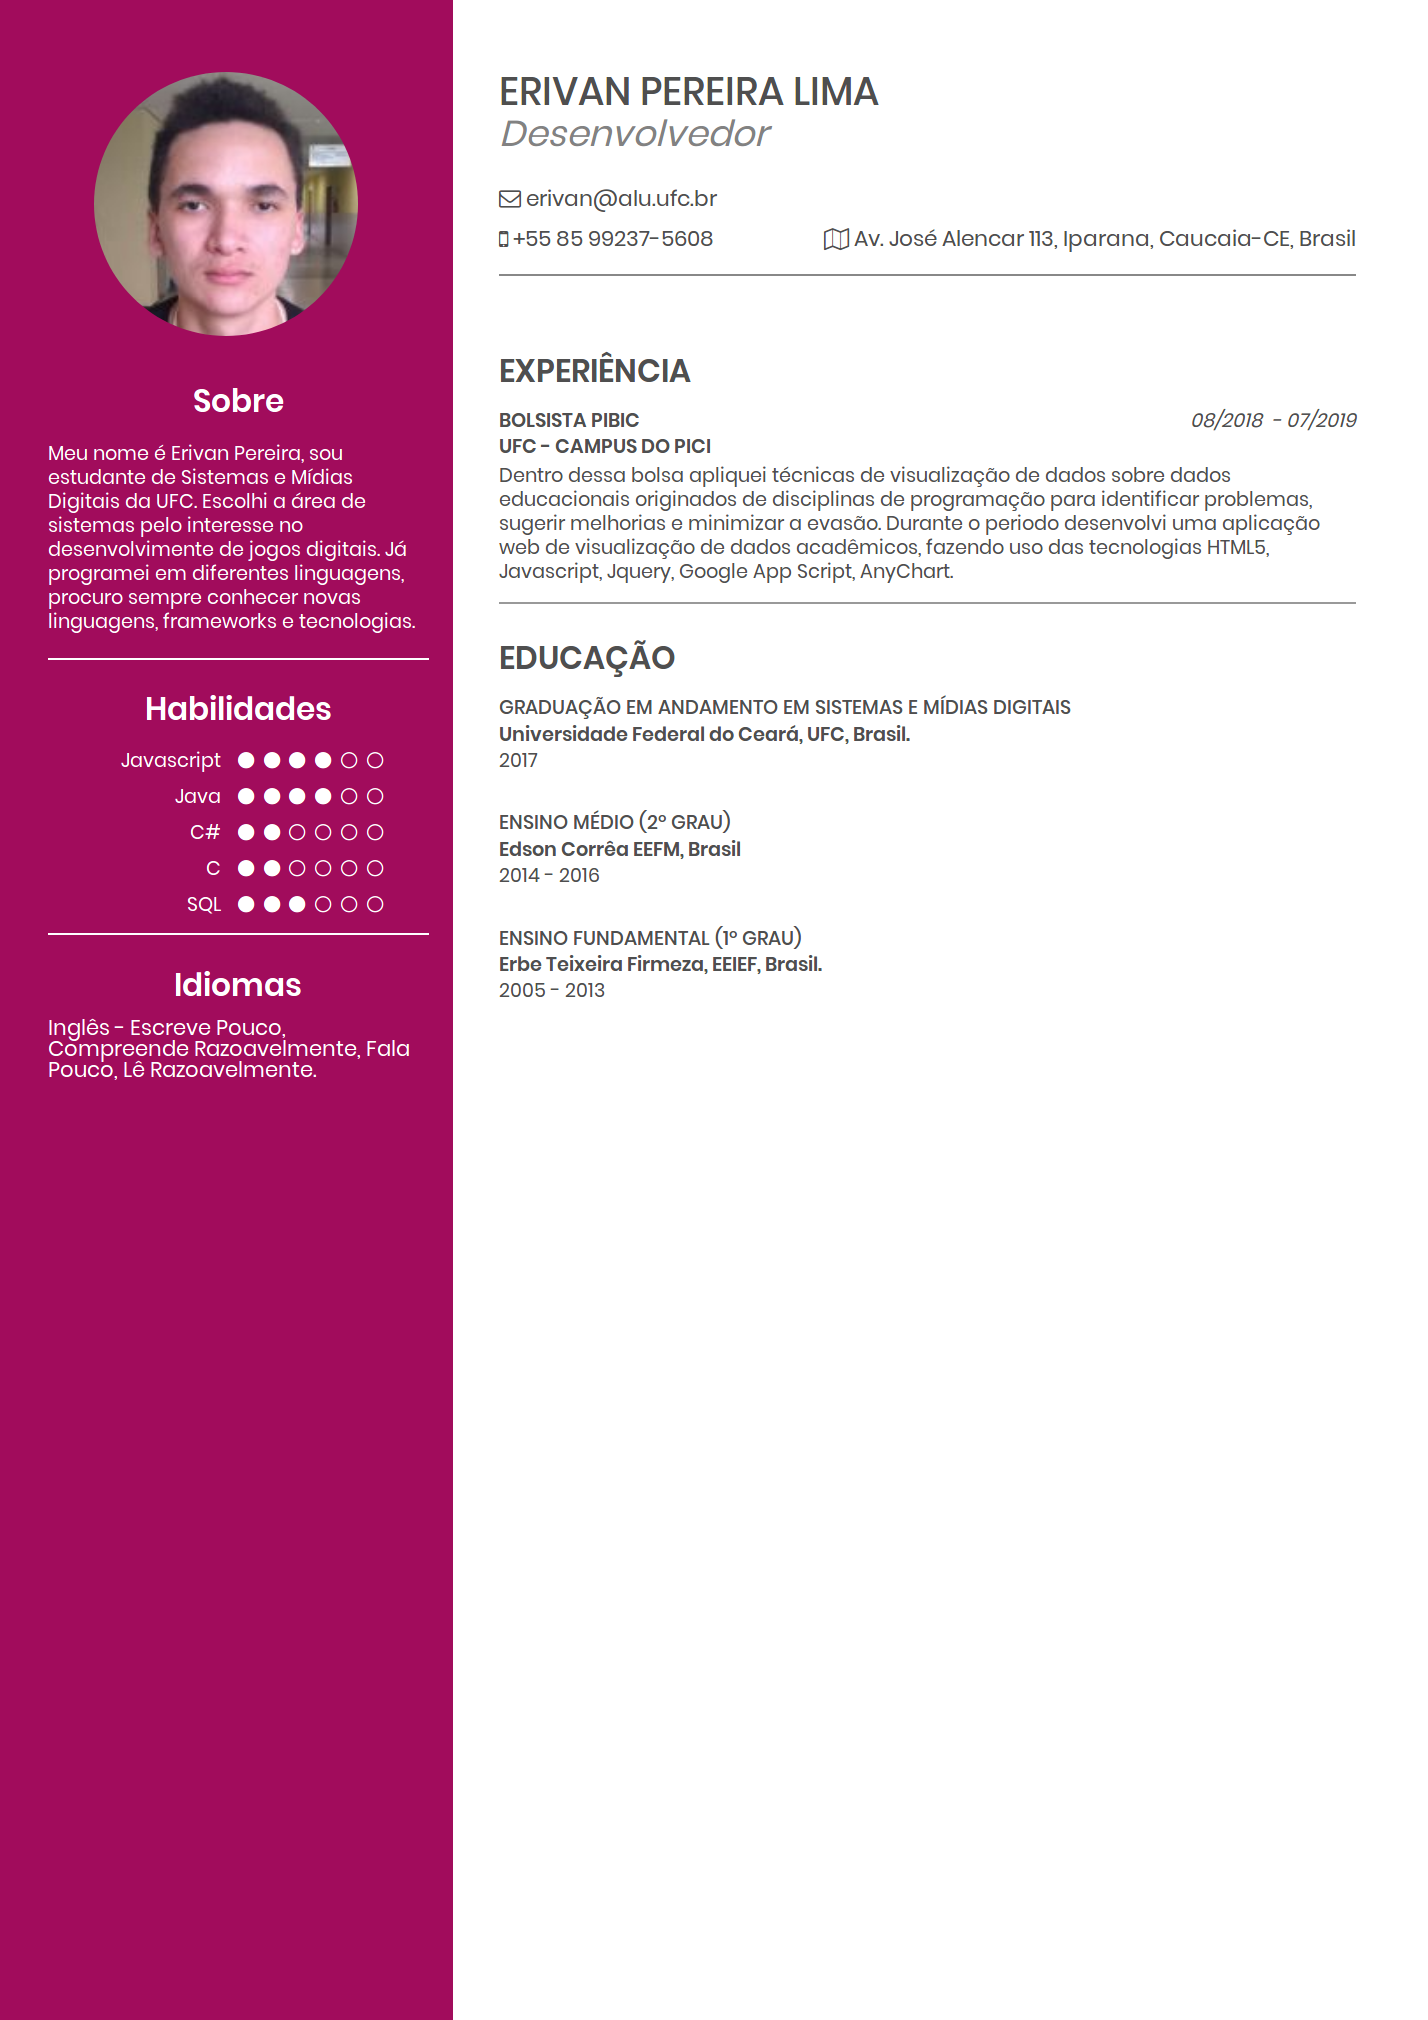 Sobre
Meu nome é Erivan Pereira, sou
estudante de Sistemas e Mídias
Digitais da UFC. Escolhi a área de
sistemas pelo interesse no
desenvolvimente de jogos digitais. Já
programei em diferentes linguagens,
procuro sempre conhecer novas
linguagens, frameworks e tecnologias.
Habilidades
Javascript
Java
C#
C
SQL
Idiomas
Inglês - Escreve Pouco,
Compreende Razoavelmente, Fala
Pouco, Lê Razoavelmente.
ERIVAN PEREIRA LIMA
Desenvolvedor
erivan@alu.ufc.br
+55 85 99237-5608 Av. José Alencar 113, Iparana, Caucaia-CE, Brasil
EXPERIÊNCIA
BOLSISTA PIBIC 08/2018 - 07/2019
UFC - CAMPUS DO PICI
Dentro dessa bolsa apliquei técnicas de visualização de dados sobre dados
educacionais originados de disciplinas de programação para identificar problemas,
sugerir melhorias e minimizar a evasão. Durante o periodo desenvolvi uma aplicação
web de visualização de dados acadêmicos, fazendo uso das tecnologias HTML5,
Javascript, Jquery, Google App Script, AnyChart.
EDUCAÇÃO
GRADUAÇÃO EM ANDAMENTO EM SISTEMAS E MÍDIAS DIGITAIS
Universidade Federal do Ceará, UFC, Brasil.
2017
ENSINO MÉDIO (2º GRAU)
Edson Corrêa EEFM, Brasil
2014 - 2016
ENSINO FUNDAMENTAL (1º GRAU)
Erbe Teixeira Firmeza, EEIEF, Brasil.
2005 - 2013